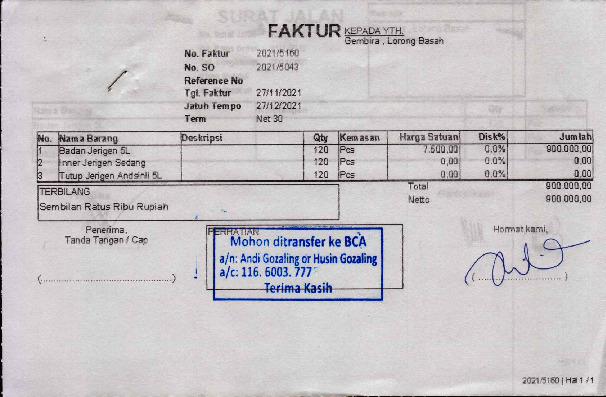 FAKTUR
KEPADA YTH.
Gembira , Lorong Basah
No. Faktur 2021/5160
No. SO 2021/5043
Reference No
Tgl. Faktur 27/11/2021
Jatuh Tempo 27/12/2021
Term Net 30
No. Nama Barang Deskripsi Qty Kemasan Harga Satuan Disk% Jumlah
1 Badan Jerigen 5L 120 Pcs 7.500,00 0.0% 900.000,00
2 Inner Jerigen Sedang 120 Pcs 0,00 0.0% 0,00
3 Tutup Jerigen Andsinli 5L 120 Pcs 0,00 0.0% 0,00
TERBILANG
Sembilan Ratus Ribu Rupiah
Total 900.000,00
Netto 900.000,00
Penerima,
Tanda Tangan / Cap
PERHATIAN
Mohon ditransfer ke BCA
a/n: Andi Gozaling or Husin Gozaling
a/c: 116. 6003. 777
Terima Kasih
Hormat kami,
2021/5160 | Hal 1 /1